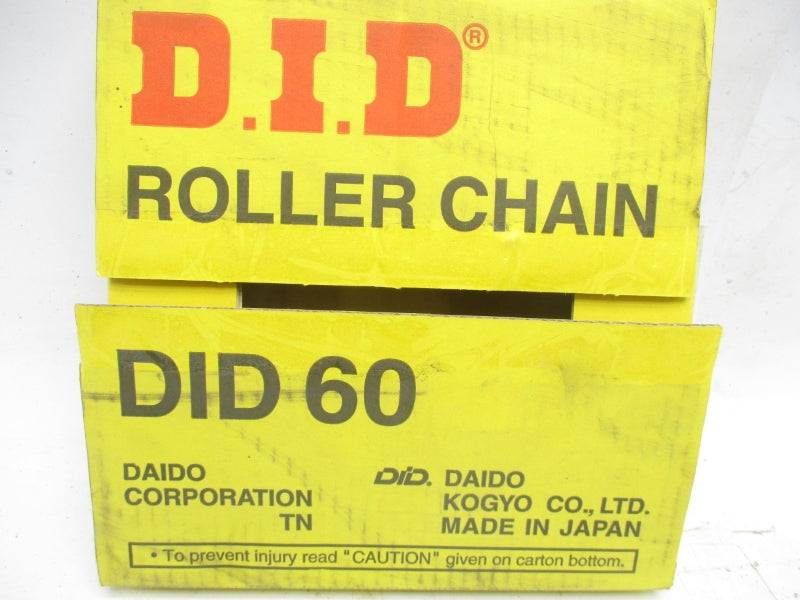 D.I.D®
ROLLER CHAIN
DID 60
DAIDO
CORPORATION
TN
DID. DAIDO
KOGYO CO., LTD.
MADE IN JAPAN
• To prevent injury read "CAUTION" given on carton bottom.